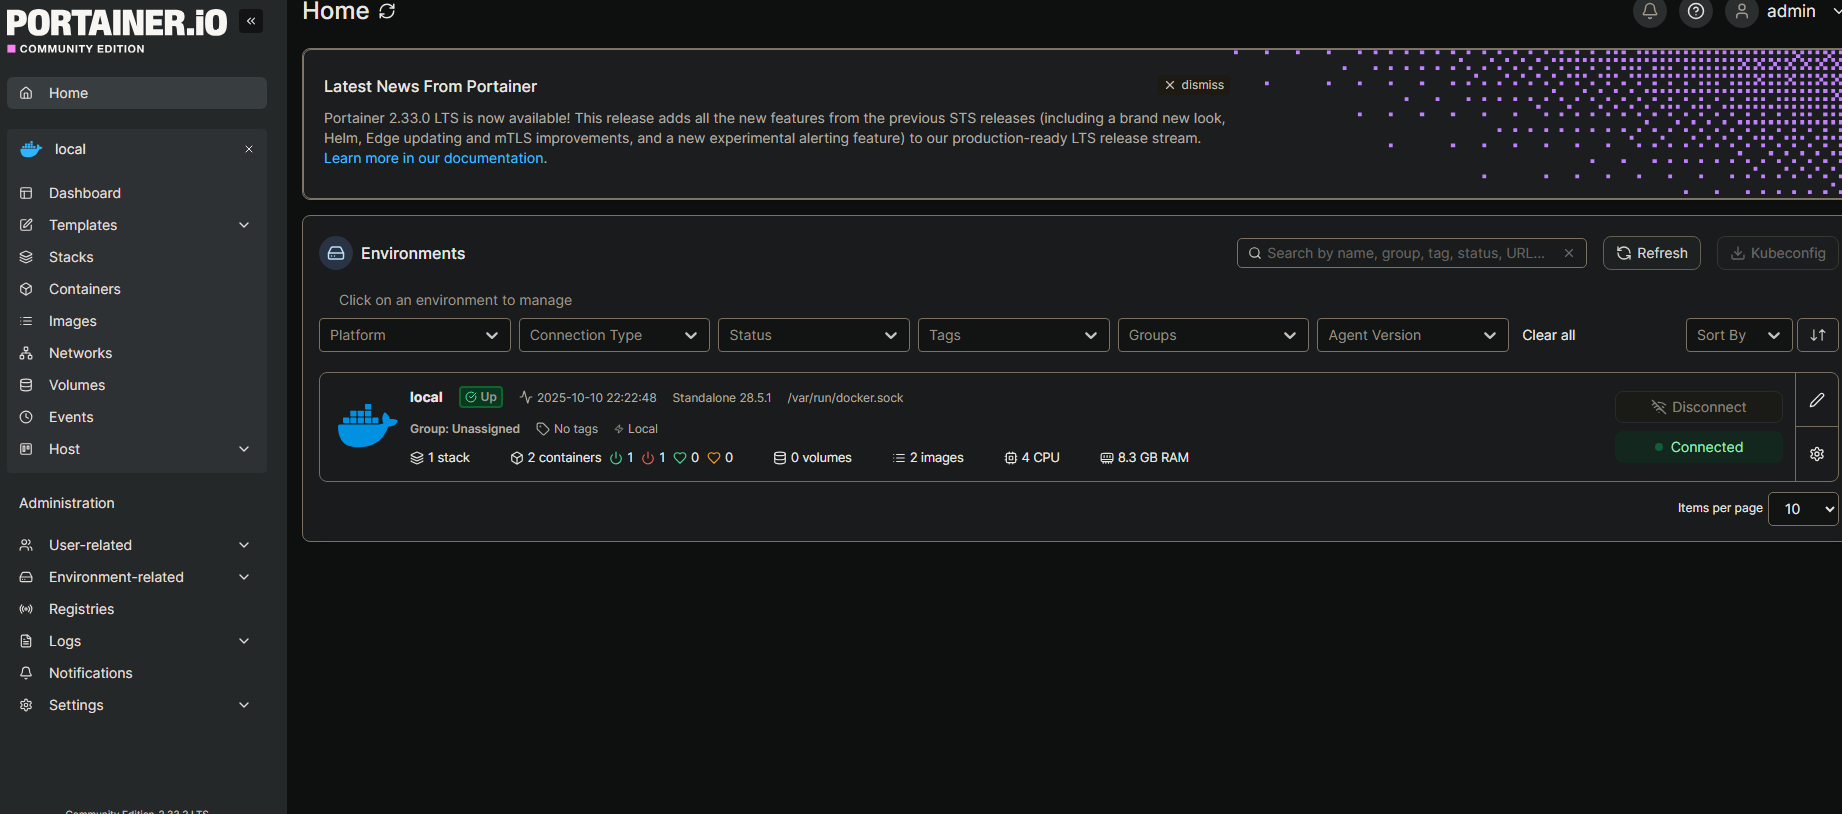 PORTAINER.iO
COMMUNITY EDITION
Home
local
Dashboard
Templates
Stacks
Containers
Images
Networks
Volumes
Events
Host
Administration
User-related
Environment-related
Registries
Logs
Notifications
Settings
Home
admin
Latest News From Portainer
dismiss
Portainer 2.33.0 LTS is now available! This release adds all the new features from the previous STS releases (including a brand new look,
Helm, Edge updating and mTLS improvements, and a new experimental alerting feature) to our production-ready LTS release stream.
Learn more in our documentation.
Environments
Search by name, group, tag, status, URL...
Refresh
Kubeconfig
Click on an environment to manage
Platform
Connection Type
Status
Tags
Groups
Agent Version
Clear all
Sort By
local Up 2025-10-10 22:22:48 Standalone 28.5.1 /var/run/docker.sock
Group: Unassigned No tags Local
1 stack 2 containers 1 1 0 0 0 volumes 2 images 4 CPU 8.3 GB RAM
Disconnect
Connected
Items per page 10